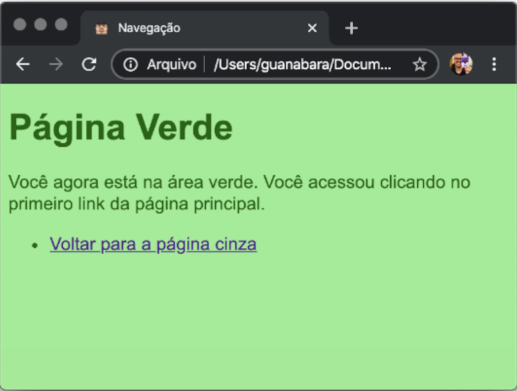 Navegação
Arquivo | /Users/guanabara/Docum...
Página Verde
Você agora está na área verde. Você acessou clicando no
primeiro link da página principal.
• Voltar para a página cinza